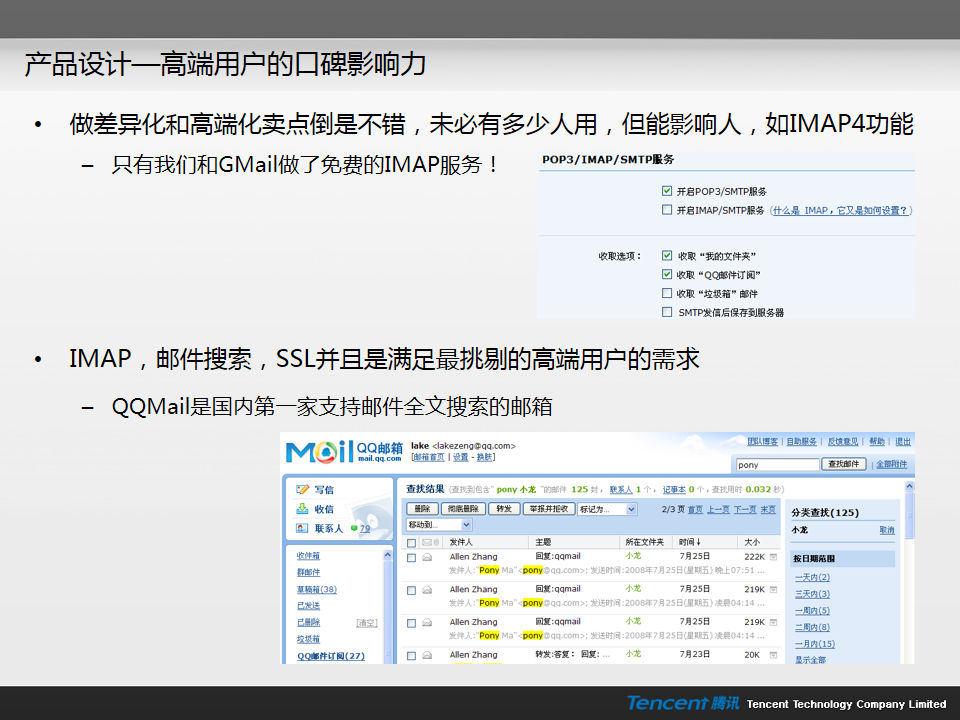 产品设计—高端用户的口碑影响力
• 做差异化和高端化卖点倒是不错，未必有多少人用，但能影响人，如IMAP4功能
– 只有我们和GMail做了免费的IMAP服务！
POP3/IMAP/SMTP服务
开启POP3/SMTP服务
开启IMAP/SMTP服务 (什么是 IMAP，它又是如何设置？)
收取选项： 收取“我的文件夹”
收取“QQ邮件订阅”
收取“垃圾箱”邮件
SMTP发信后保存到服务器
• IMAP，邮件搜索，SSL并且是满足最挑剔的高端用户的需求
– QQMail是国内第一家支持邮件全文搜索的邮箱
Mail QQ邮箱 mail.qq.com
lake <lakezeng@qq.com>
[邮箱首页 | 设置 - 换肤]
团队博客 | 自助服务 | 反馈意见 | 帮助 | 退出
pony 查找邮件 | 全部附件
写信
收信
联系人 79
收件箱
群邮件
草稿箱(38)
已发送
已删除 [清空]
垃圾箱
QQ邮件订阅(27)
查找结果 (查找到包含“pony 小龙”的邮件 125 封，联系人 1 个，记事本 0 个，查找用时 0.032 秒)
删除 彻底删除 转发 举报并拒收 标记为... 2/3 页 首页 上一页 下一页 末页
移动到...
发件人 主题 所在文件夹 时间↓ 大小
Allen Zhang 回复:qqmail 小龙 7月25日 222K
发件人:"Pony Ma"<pony@qq.com>; 发送时间:2008年7月25日(星期五) 晚上07:51 ...
Allen Zhang 回复:qqmail 小龙 7月25日 219K
发件人:"Pony Ma"<pony@qq.com>; 发送时间:2008年7月25日(星期五) 凌晨04:14 ...
Allen Zhang 回复:qqmail 小龙 7月25日 219K
发件人:"Pony Ma"<pony@qq.com>; 发送时间:2008年7月25日(星期五) 凌晨04:14 ...
Allen Zhang 转发:答复: 回复: ... 小龙 7月23日 20K
分类查找(125)
小龙 取消
按日期范围
一天内(2)
三天内(3)
一周内(5)
二周内(8)
一月内(15)
显示全部
Tencent腾讯 Tencent Technology Company Limited